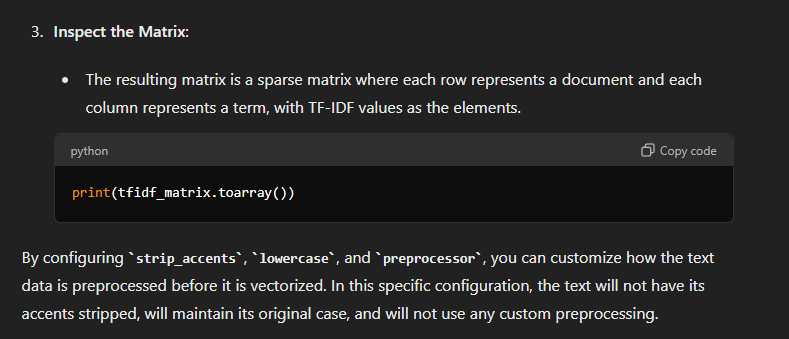 3. Inspect the Matrix:
• The resulting matrix is a sparse matrix where each row represents a document and each
column represents a term, with TF-IDF values as the elements.
python
Copy code
print(tfidf_matrix.toarray())
By configuring `strip_accents`, `lowercase`, and `preprocessor`, you can customize how the text
data is preprocessed before it is vectorized. In this specific configuration, the text will not have its
accents stripped, will maintain its original case, and will not use any custom preprocessing.